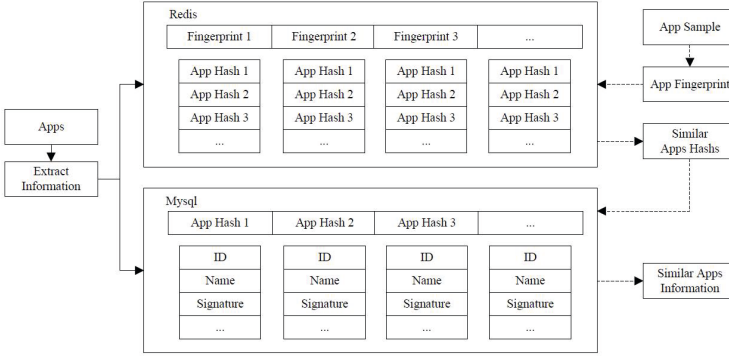 Redis
Fingerprint 1 Fingerprint 2 Fingerprint 3 ...
App Hash 1 App Hash 1 App Hash 1 App Hash 1
App Hash 2 App Hash 2 App Hash 2 App Hash 2
App Hash 3 App Hash 3 App Hash 3 App Hash 3
... ... ... ...
Apps
Extract
Information
Mysql
App Hash 1 App Hash 2 App Hash 3 ...
ID ID ID ID
Name Name Name Name
Signature Signature Signature Signature
... ... ... ...
App Sample
App Fingerprint
Similar
Apps Hashs
Similar Apps
Information